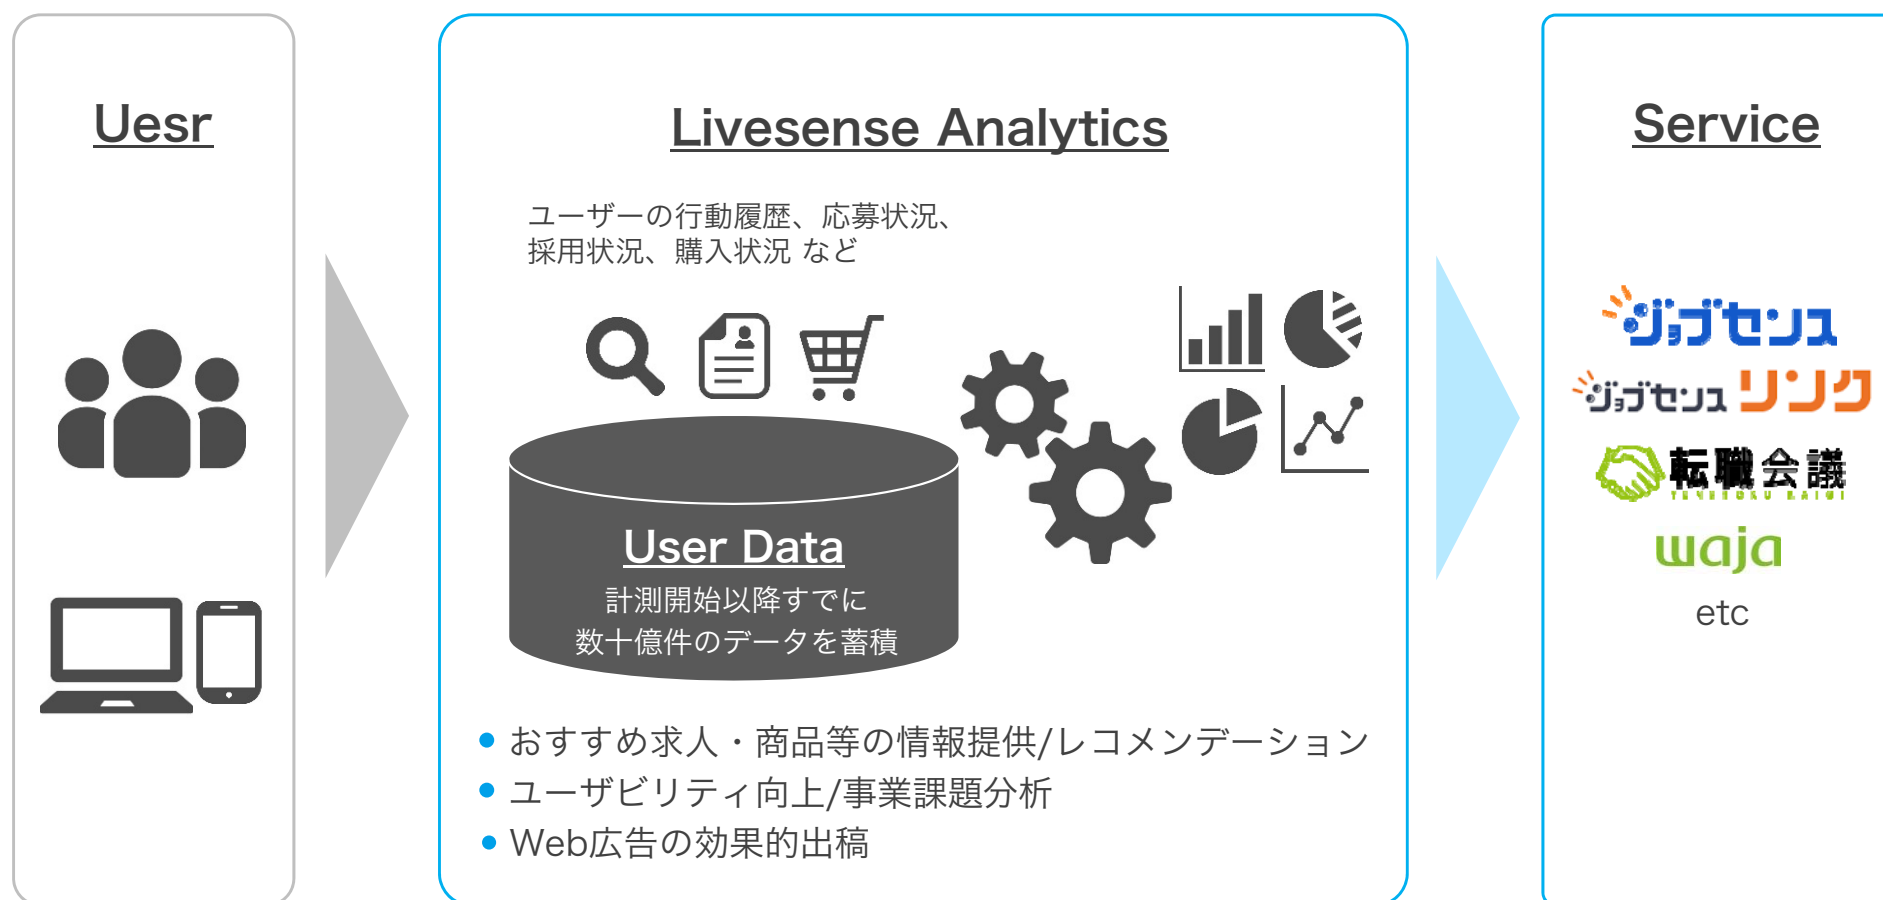 Uesr
Livesense Analytics
ユーザーの行動履歴、応募状況、
採用状況、購入状況 など
User Data
計測開始以降すでに
数十億件のデータを蓄積
おすすめ求人・商品等の情報提供/レコメンデーション
ユーザビリティ向上/事業課題分析
Web広告の効果的出稿
Service
ジョブセンス
ジョブセンス リンク
転職会議
waja
etc